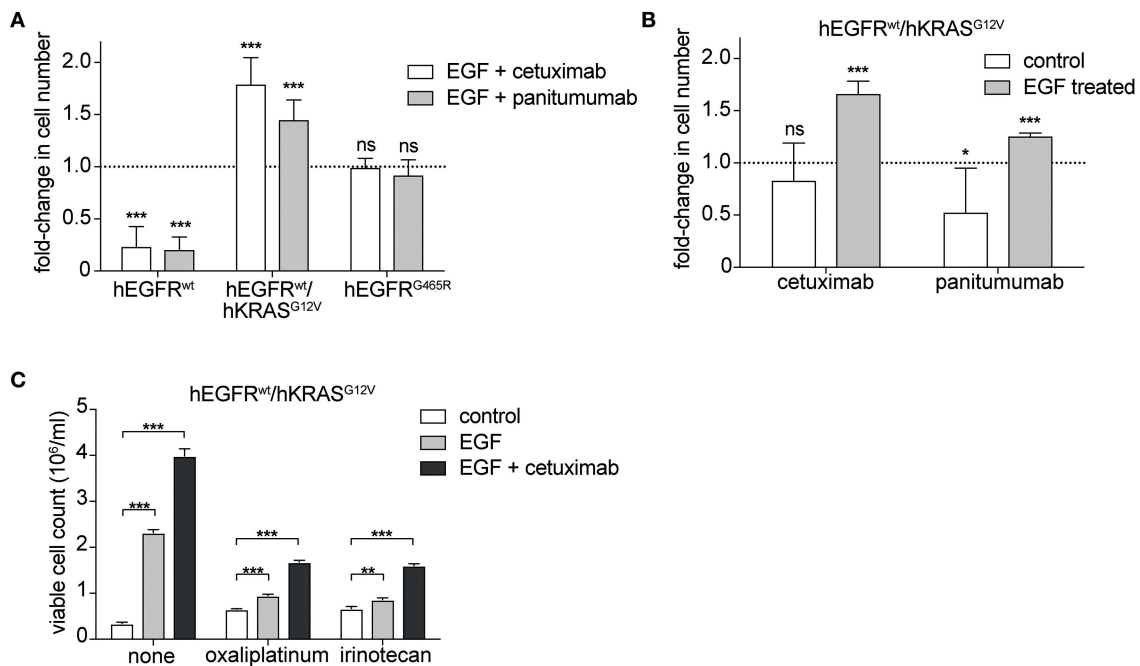 A
fold-change in cell number
2.0
1.5
1.0
0.5
0
***
***
***
***
ns
ns
EGF + cetuximab
EGF + panitumumab
hEGFRwt
hEGFRwt/
hKRASG12V
hEGFRG465R
B
hEGFRwt/hKRASG12V
fold-change in cell number
2.0
1.5
1.0
0.5
0
ns
***
*
***
control
EGF treated
cetuximab
panitumumab
C
hEGFRwt/hKRASG12V
viable cell count (106/ml)
5
4
3
2
1
0
***
***
***
***
***
**
control
EGF
EGF + cetuximab
none
oxaliplatinum
irinotecan